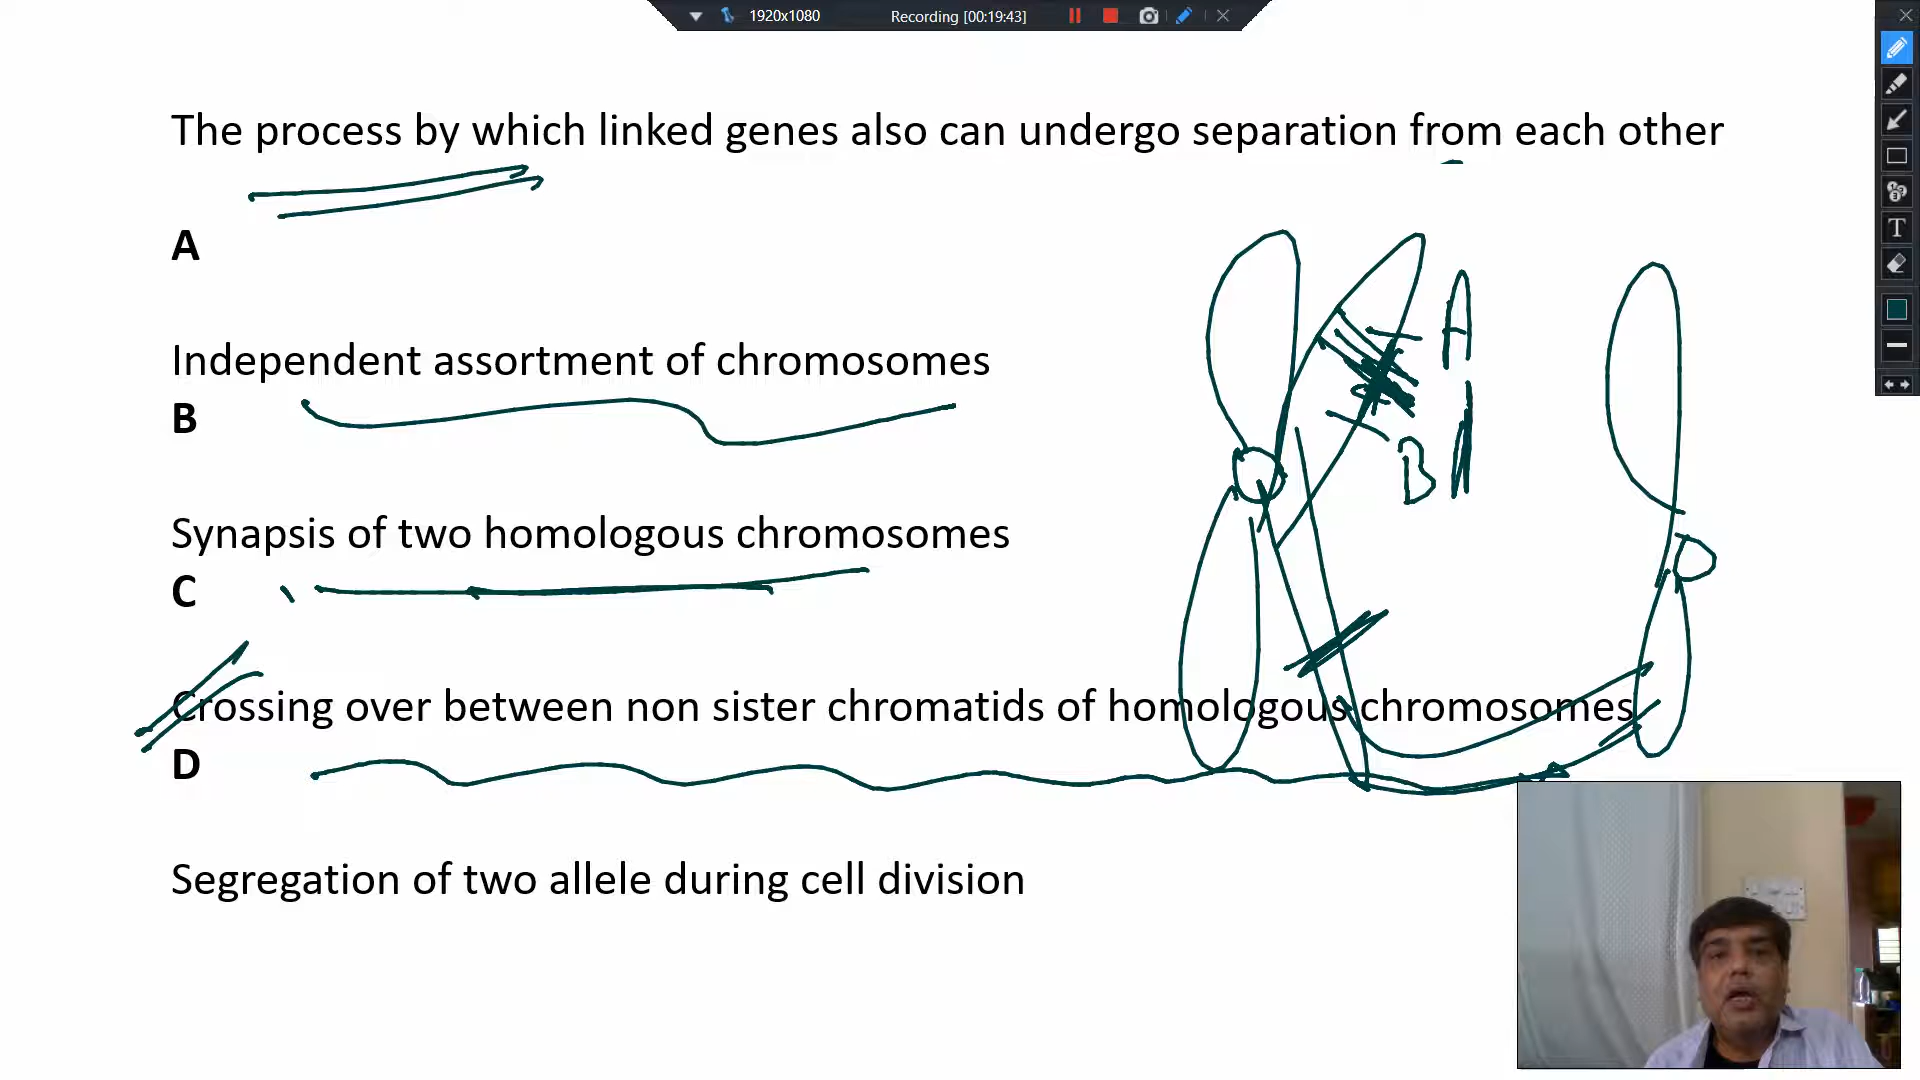 1920x1080 Recording [00:19:43]
The process by which linked genes also can undergo separation from each other
A
Independent assortment of chromosomes
B
Synapsis of two homologous chromosomes
C
Crossing over between non sister chromatids of homologous chromosomes
D
Segregation of two allele during cell division
A
B
T